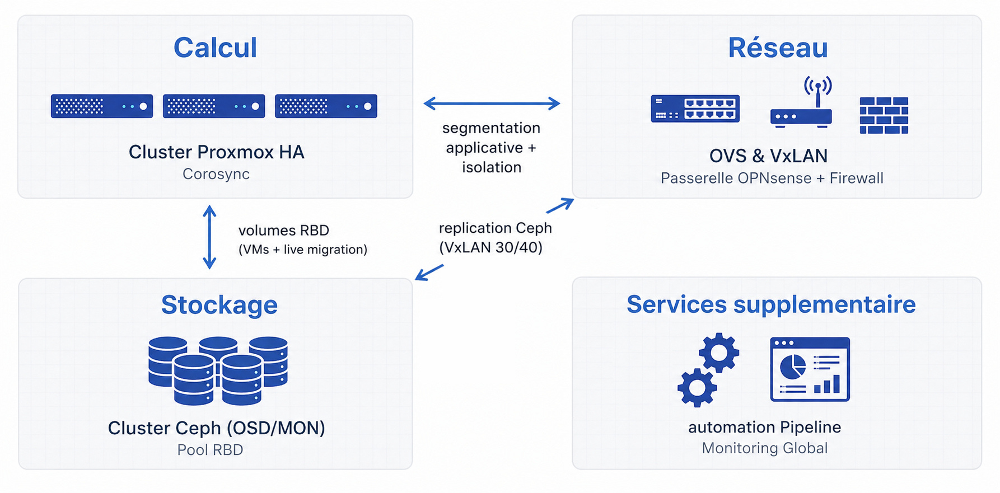 Calcul
Cluster Proxmox HA
Corosync
segmentation
applicative +
isolation
Réseau
OVS & VxLAN
Passerelle OPNsense + Firewall
volumes RBD
(VMs + live migration)
replication Ceph
(VxLAN 30/40)
Stockage
Cluster Ceph (OSD/MON)
Pool RBD
Services supplementaire
automation Pipeline
Monitoring Global